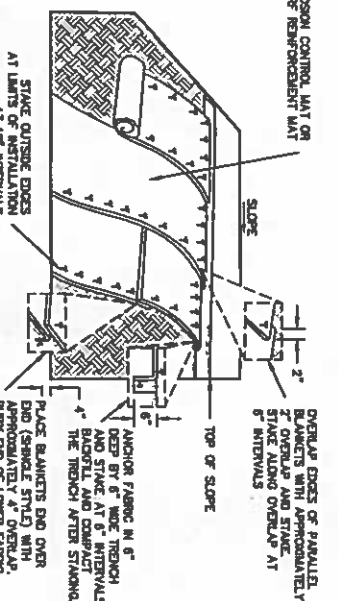 SION CONTROL MAT OR
F REINFORCEMENT MAT
SLOPE
2"
OVERLAP EDGES OF PARALLEL
BLANKETS WITH APPROXIMATELY
2" OVERLAP AND STAKE.
STAKE ALONG OVERLAP AT
6" INTERVALS
TOP OF SLOPE
6"
ANCHOR FABRIC IN 6"
DEEP BY 6" WIDE TRENCH
AND STAKE AT 6" INTERVALS
BACKFILL AND COMPACT
THE TRENCH AFTER STAKING
4"
PLACE BLANKETS END OVER
END (SHINGLE STYLE) WITH
APPROXIMATELY 4" OVERLAP.
STAKE OUTSIDE EDGES
AT LIMITS OF INSTALLATION